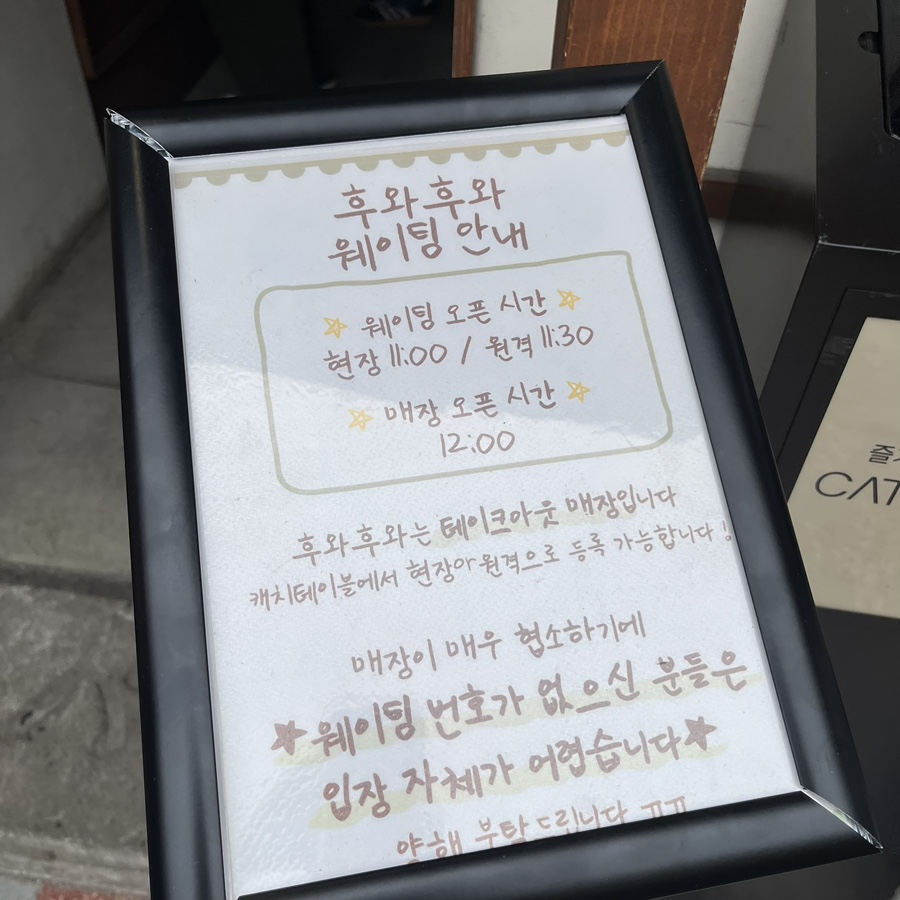 후와후와
웨이팅 안내
웨이팅 오픈 시간
현장 11:00 / 원격 11:30
매장 오픈 시간
12:00
후와후와는 테이크아웃 매장입니다
캐치테이블에서 현장or원격으로 등록 가능합니다!
매장이 매우 협소하기에
웨이팅 번호가 없으신 분들은
입장 자체가 어렵습니다
양해 부탁드립니다 ㅠㅠ